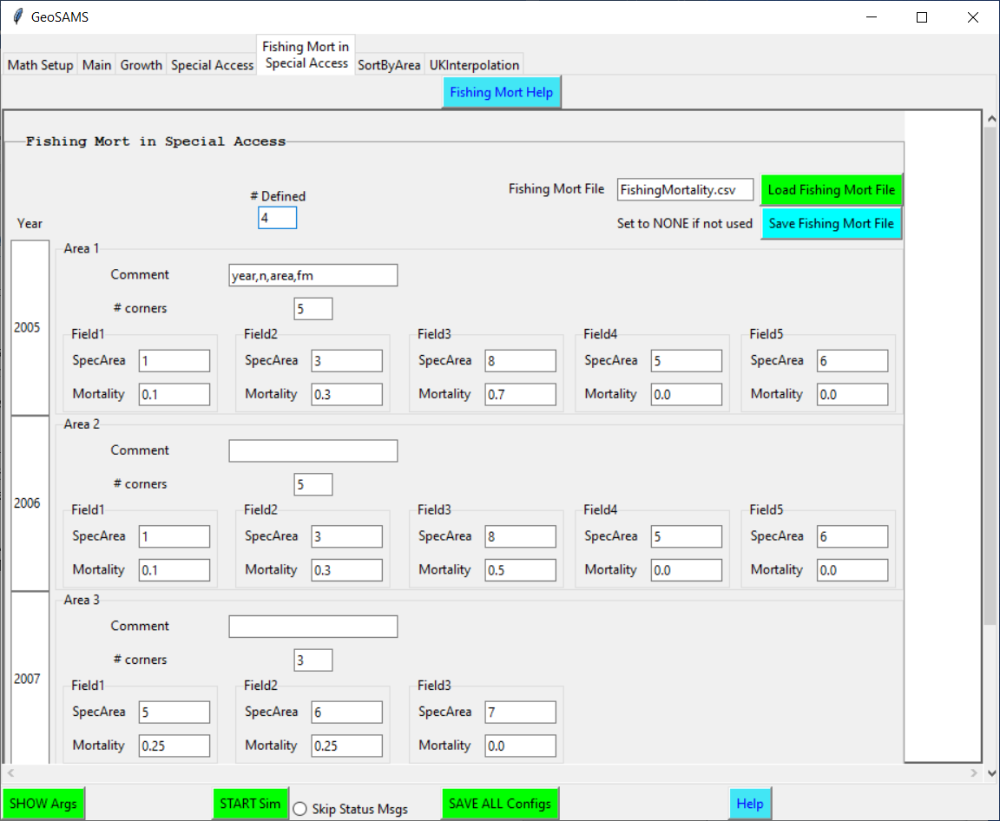 GeoSAMS
Math Setup Main Growth Special Access Fishing Mort in Special Access SortByArea UKInterpolation
Fishing Mort Help
Fishing Mort in Special Access
# Defined
4
Fishing Mort File FishingMortality.csv Load Fishing Mort File
Set to NONE if not used Save Fishing Mort File
Year
2005
Area 1
Comment year,n,area,fm
# corners 5
Field1 Field2 Field3 Field4 Field5
SpecArea 1 SpecArea 3 SpecArea 8 SpecArea 5 SpecArea 6
Mortality 0.1 Mortality 0.3 Mortality 0.7 Mortality 0.0 Mortality 0.0
2006
Area 2
Comment
# corners 5
Field1 Field2 Field3 Field4 Field5
SpecArea 1 SpecArea 3 SpecArea 8 SpecArea 5 SpecArea 6
Mortality 0.1 Mortality 0.3 Mortality 0.5 Mortality 0.0 Mortality 0.0
2007
Area 3
Comment
# corners 3
Field1 Field2 Field3
SpecArea 5 SpecArea 6 SpecArea 7
Mortality 0.25 Mortality 0.25 Mortality 0.0
SHOW Args START Sim Skip Status Msgs SAVE ALL Configs Help